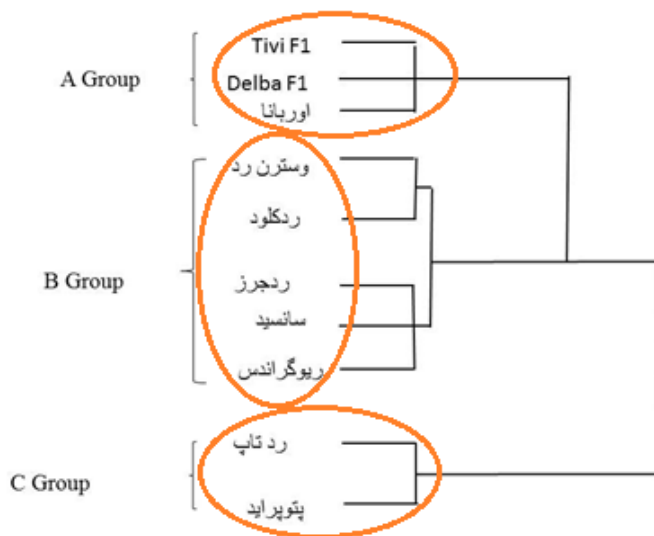 A Group
Tivi F1
Delba F1
اوربانا
B Group
وسترن رد
ردکلود
ردجرز
سانسید
ریوگراندس
C Group
رد تاپ
پتوپراید